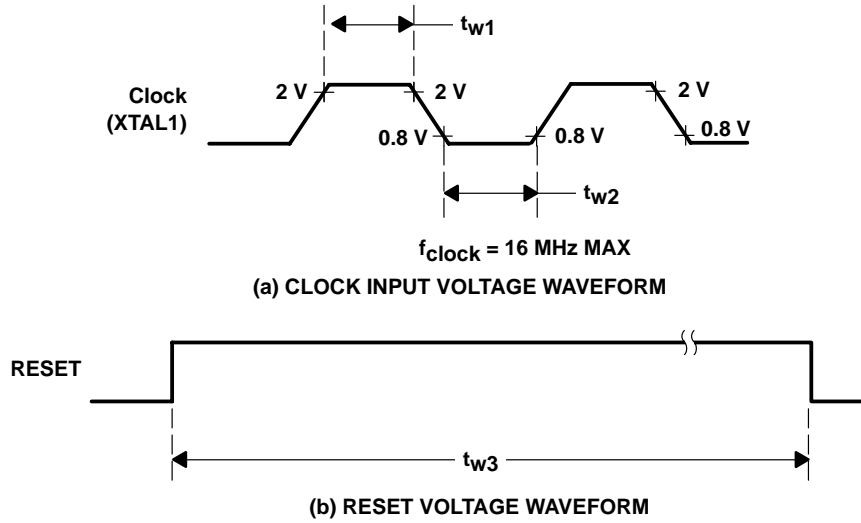 tw1
Clock
(XTAL1)
2 V
2 V
2 V
0.8 V
0.8 V
0.8 V
tw2
fclock = 16 MHz MAX
(a) CLOCK INPUT VOLTAGE WAVEFORM
RESET
tw3
(b) RESET VOLTAGE WAVEFORM